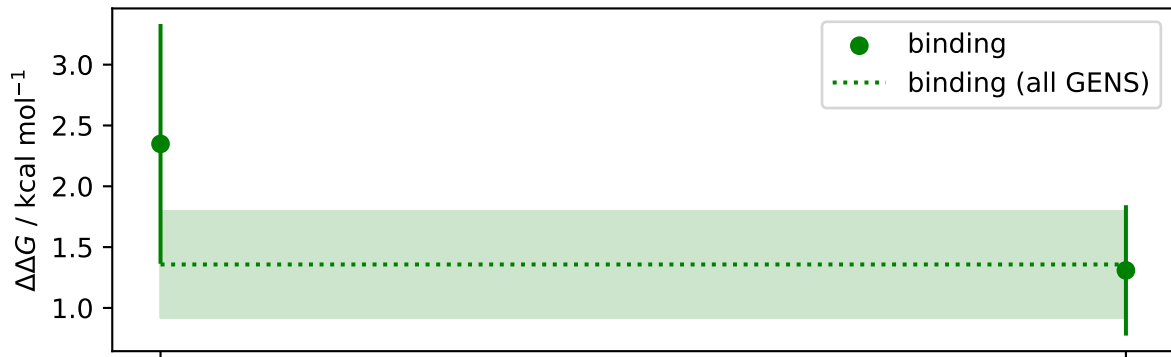 binding
binding (all GENS)
3.0
2.5
2.0
1.5
1.0
ΔΔG / kcal mol⁻¹